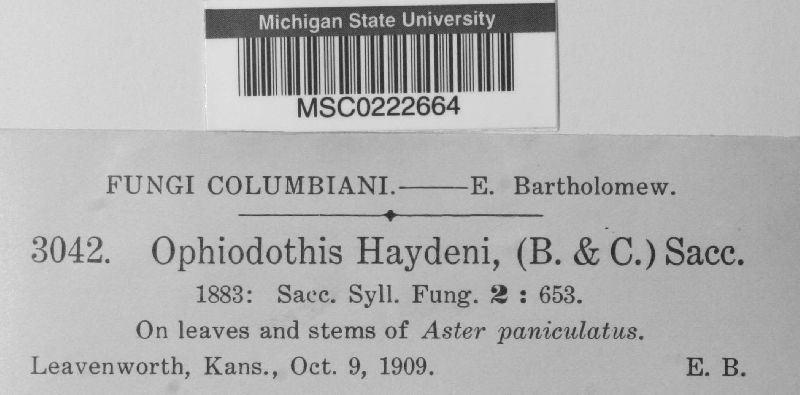 Michigan State University
MSC0222664
FUNGI COLUMBIANI.——E. Bartholomew.
3042. Ophiodothis Haydeni, (B. & C.) Sacc.
1883: Sacc. Syll. Fung. 2 : 653.
On leaves and stems of Aster paniculatus.
Leavenworth, Kans., Oct. 9, 1909. E. B.